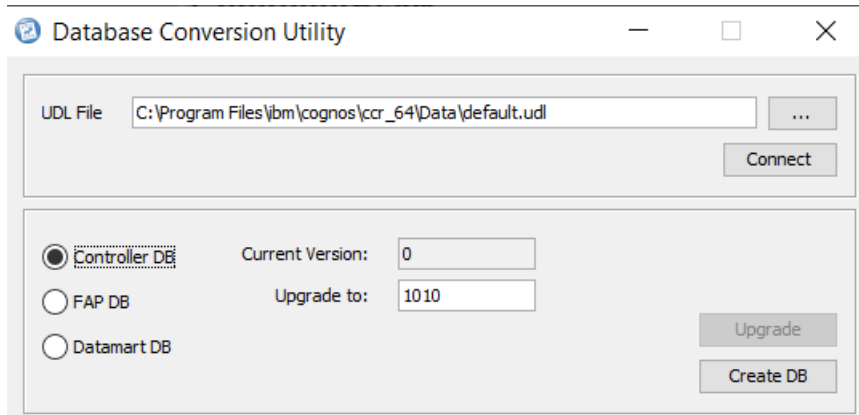 Database Conversion Utility
UDL File C:\Program Files\ibm\cognos\ccr_64\Data\default.udl ...
Connect
Controller DB Current Version: 0
FAP DB Upgrade to: 1010
Datamart DB
Upgrade
Create DB